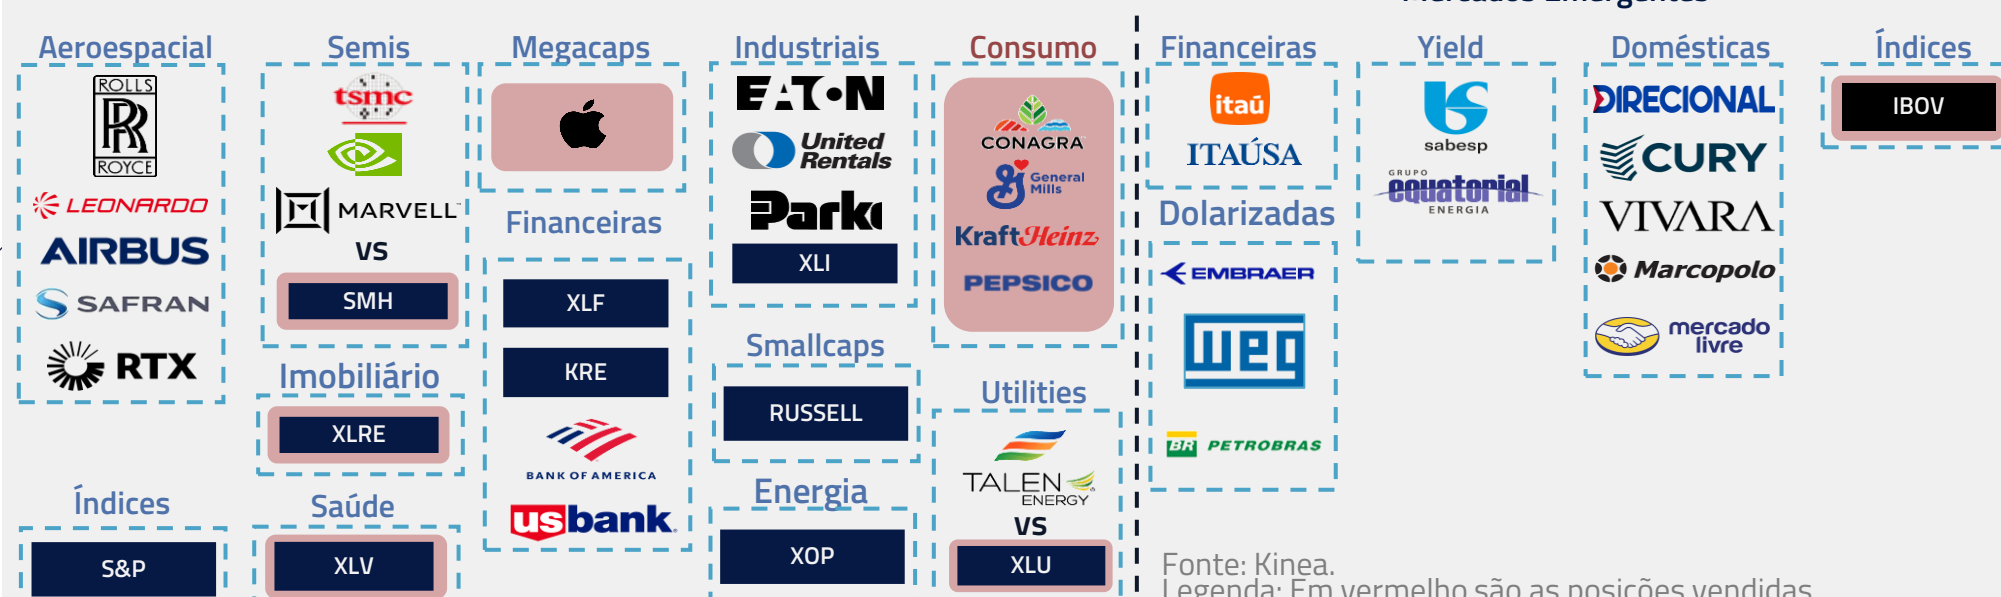 Mercados Emergentes
Aeroespacial
ROLLS
RR
ROYCE
LEONARDO
AIRBUS
SAFRAN
RTX
Índices
S&P
Semis
tsmc
MARVELL
VS
SMH
Imobiliário
XLRE
Saúde
XLV
Megacaps
Financeiras
XLF
KRE
BANK OF AMERICA
usbank.
Industriais
EATON
United
Rentals
Parke
XLI
Smallcaps
RUSSELL
Energia
XOP
Consumo
CONAGRA
General
Mills
KraftHeinz
PEPSICO
Utilities
TALEN
ENERGY
VS
XLU
Financeiras
itaú
ITAÚSA
Dolarizadas
EMBRAER
weg
BR PETROBRAS
Yield
sabesp
GRUPO
equatorial
ENERGIA
Domésticas
DIRECIONAL
CURY
VIVARA
Marcopolo
mercado
livre
Índices
IBOV
Fonte: Kinea.
Legenda: Em vermelho são as posições vendidas